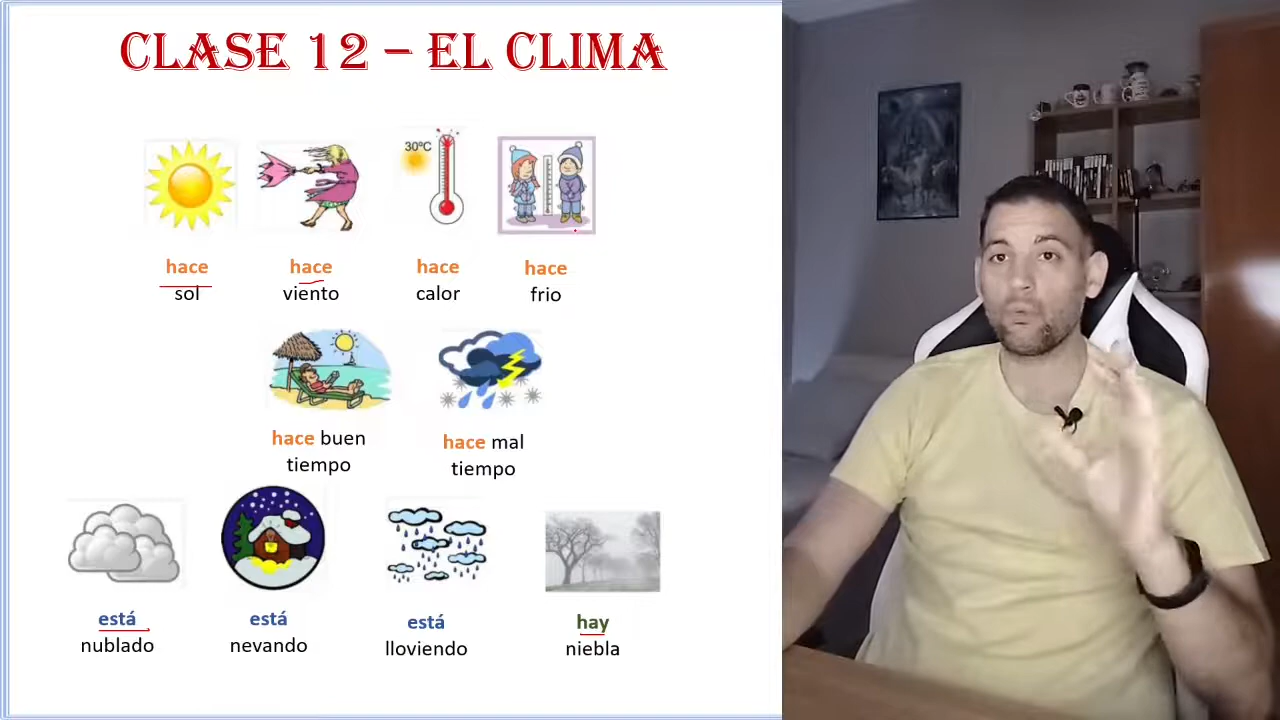 CLASE 12 – EL CLIMA
30ºC
hace
sol
hace
viento
hace
calor
hace
frio
hace buen
tiempo
hace mal
tiempo
está
nublado
está
nevando
está
lloviendo
hay
niebla